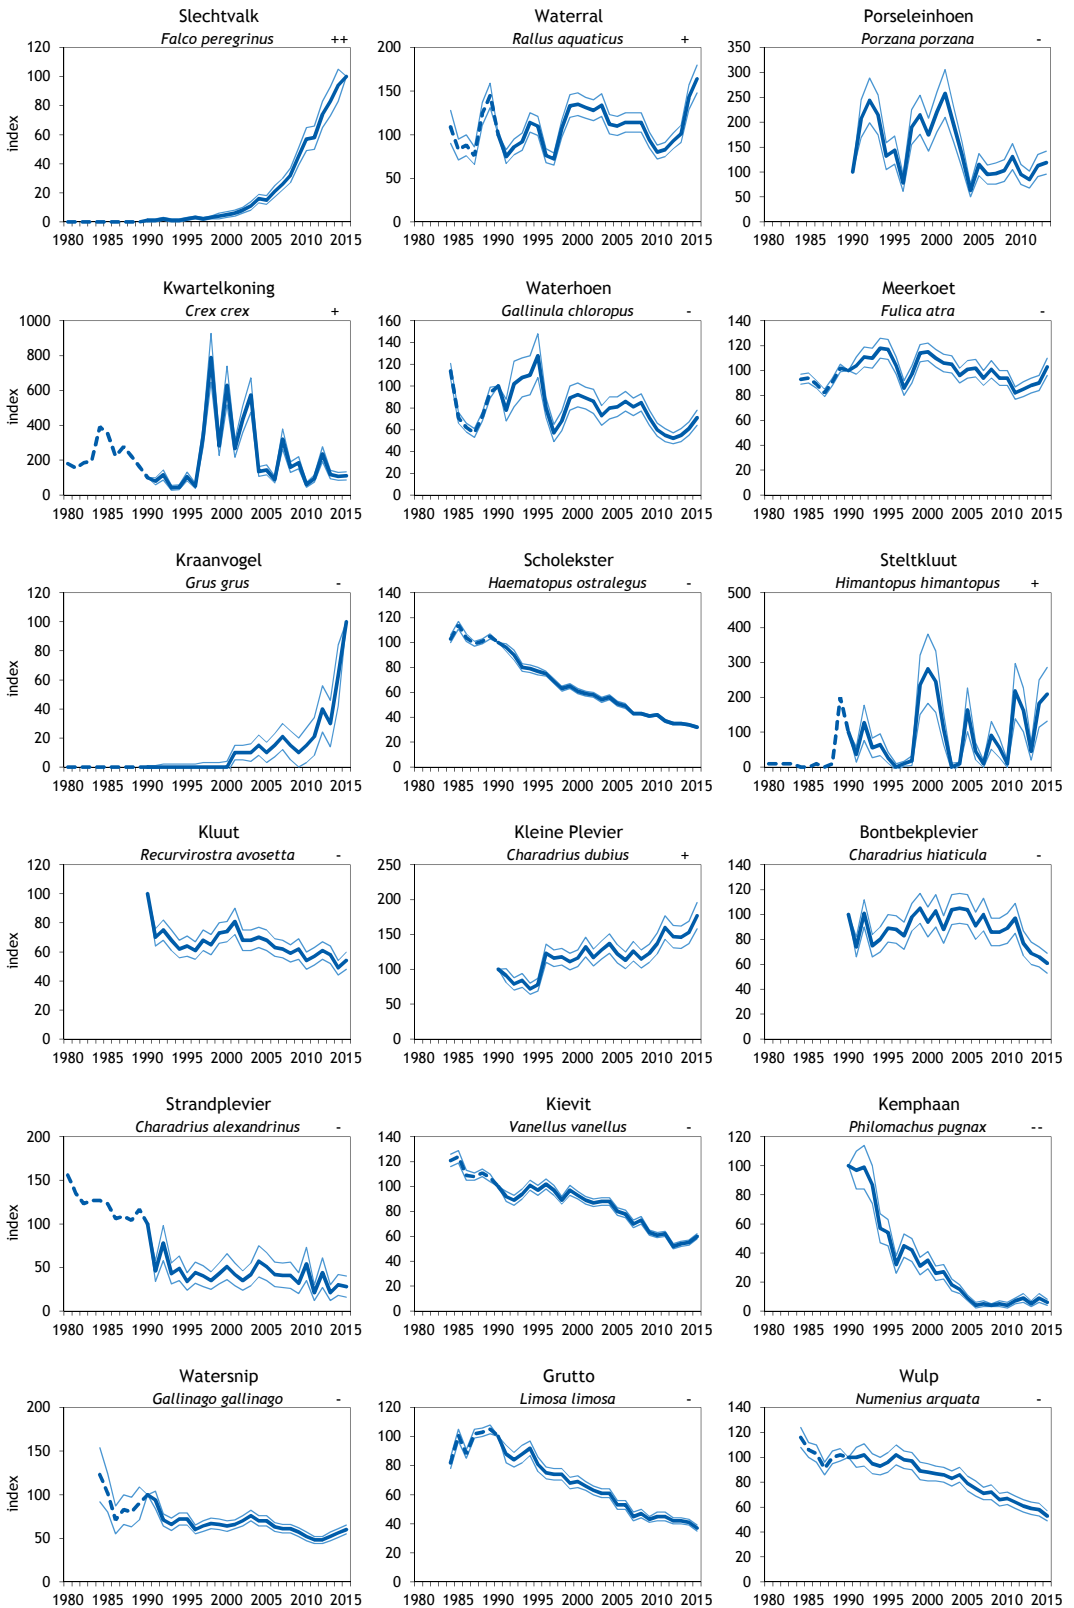 Slechtvalk
Falco peregrinus ++
120
100
80
60
40
20
0
index
1980 1985 1990 1995 2000 2005 2010 2015
Waterral
Rallus aquaticus +
200
150
100
50
0
1980 1985 1990 1995 2000 2005 2010 2015
Porseleinhoen
Porzana porzana -
350
300
250
200
150
100
50
0
1980 1985 1990 1995 2000 2005 2010
Kwartelkoning
Crex crex +
1000
800
600
400
200
0
index
1980 1985 1990 1995 2000 2005 2010 2015
Waterhoen
Gallinula chloropus -
160
140
120
100
80
60
40
20
0
1980 1985 1990 1995 2000 2005 2010 2015
Meerkoet
Fulica atra -
140
120
100
80
60
40
20
0
1980 1985 1990 1995 2000 2005 2010 2015
Kraanvogel
Grus grus -
120
100
80
60
40
20
0
index
1980 1985 1990 1995 2000 2005 2010 2015
Scholekster
Haematopus ostralegus -
140
120
100
80
60
40
20
0
1980 1985 1990 1995 2000 2005 2010 2015
Steltkluut
Himantopus himantopus +
500
400
300
200
100
0
1980 1985 1990 1995 2000 2005 2010 2015
Kluut
Recurvirostra avosetta -
120
100
80
60
40
20
0
index
1980 1985 1990 1995 2000 2005 2010 2015
Kleine Plevier
Charadrius dubius +
250
200
150
100
50
0
1980 1985 1990 1995 2000 2005 2010 2015
Bontbekplevier
Charadrius hiaticula -
140
120
100
80
60
40
20
0
1980 1985 1990 1995 2000 2005 2010 2015
Strandplevier
Charadrius alexandrinus -
200
150
100
50
0
index
1980 1985 1990 1995 2000 2005 2010 2015
Kievit
Vanellus vanellus -
140
120
100
80
60
40
20
0
1980 1985 1990 1995 2000 2005 2010 2015
Kemphaan
Philomachus pugnax --
120
100
80
60
40
20
0
1980 1985 1990 1995 2000 2005 2010 2015
Watersnip
Gallinago gallinago -
200
150
100
50
0
index
1980 1985 1990 1995 2000 2005 2010 2015
Grutto
Limosa limosa -
120
100
80
60
40
20
0
1980 1985 1990 1995 2000 2005 2010 2015
Wulp
Numenius arquata -
140
120
100
80
60
40
20
0
1980 1985 1990 1995 2000 2005 2010 2015